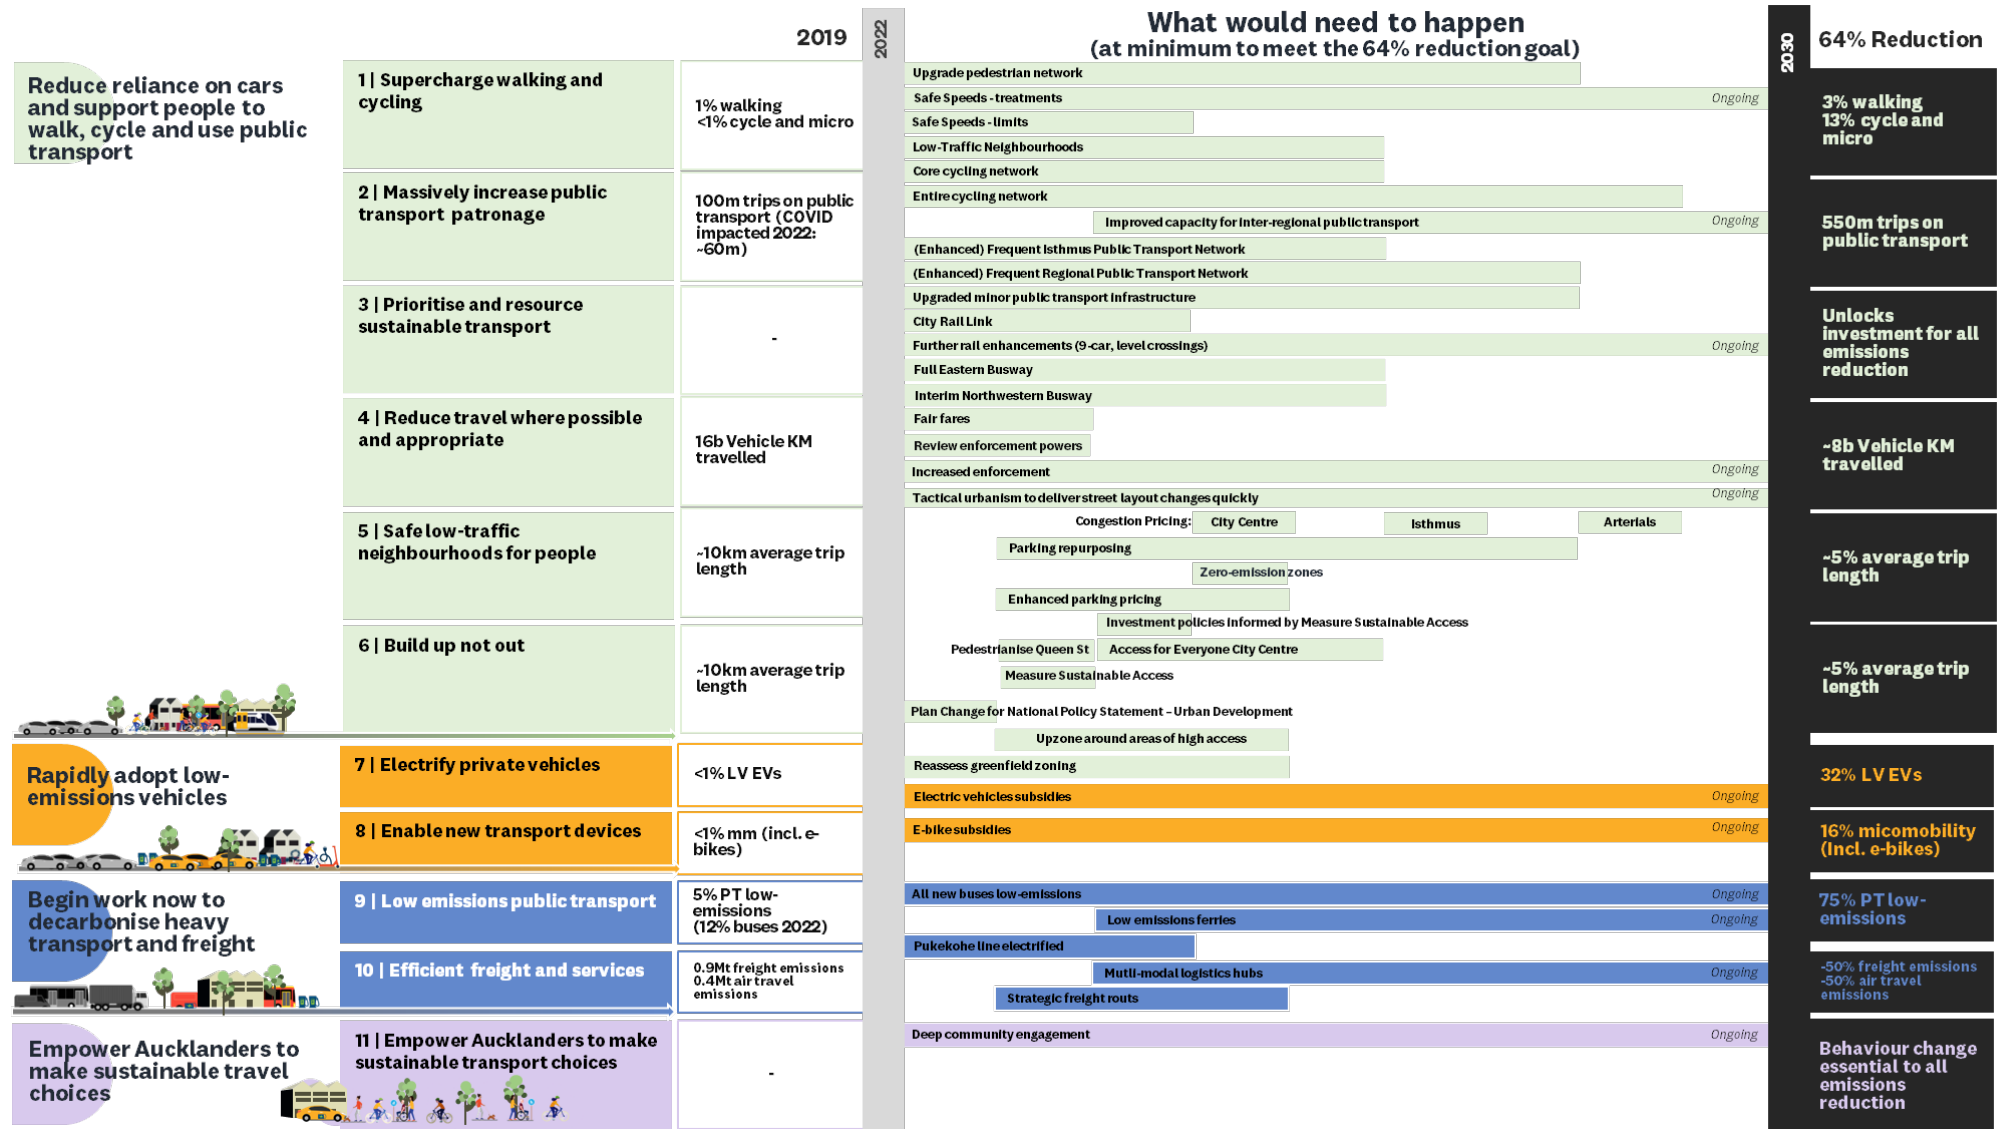 2019
2022
What would need to happen
(at minimum to meet the 64% reduction goal)
2030
64% Reduction
Reduce reliance on cars
and support people to
walk, cycle and use public
transport
1 | Supercharge walking and
cycling
1% walking
<1% cycle and micro
2 | Massively increase public
transport patronage
100m trips on public
transport (COVID
impacted 2022:
~60m)
3 | Prioritise and resource
sustainable transport
-
4 | Reduce travel where possible
and appropriate
16b Vehicle KM
travelled
5 | Safe low-traffic
neighbourhoods for people
~10km average trip
length
6 | Build up not out
~10km average trip
length
Upgrade pedestrian network
Safe Speeds - treatments Ongoing
Safe Speeds - limits
Low-Traffic Neighbourhoods
Core cycling network
Entire cycling network
Improved capacity for inter-regional public transport Ongoing
(Enhanced) Frequent Isthmus Public Transport Network
(Enhanced) Frequent Regional Public Transport Network
Upgraded minor public transport infrastructure
City Rail Link
Further rail enhancements (9-car, level crossings) Ongoing
Full Eastern Busway
Interim Northwestern Busway
Fair fares
Review enforcement powers
Increased enforcement Ongoing
Tactical urbanism to deliver street layout changes quickly Ongoing
Congestion Pricing: City Centre Isthmus Arterials
Parking repurposing
Zero-emission zones
Enhanced parking pricing
Investment policies informed by Measure Sustainable Access
Pedestrianise Queen St Access for Everyone City Centre
Measure Sustainable Access
Plan Change for National Policy Statement – Urban Development
Upzone around areas of high access
Reassess greenfield zoning
3% walking
13% cycle and
micro
550m trips on
public transport
Unlocks
investment for all
emissions
reduction
~8b Vehicle KM
travelled
~5% average trip
length
~5% average trip
length
Rapidly adopt low-
emissions vehicles
7 | Electrify private vehicles
<1% LV EVs
Electric vehicles subsidies Ongoing
32% LV EVs
8 | Enable new transport devices
<1% mm (incl. e-
bikes)
E-bike subsidies Ongoing
16% micomobility
(Incl. e-bikes)
Begin work now to
decarbonise heavy
transport and freight
9 | Low emissions public transport
5% PT low-
emissions
(12% buses 2022)
All new buses low-emissions Ongoing
Low emissions ferries Ongoing
Pukekohe line electrified
75% PT low-
emissions
10 | Efficient freight and services
0.9Mt freight emissions
0.4Mt air travel
emissions
Mutli-modal logistics hubs Ongoing
Strategic freight routs
-50% freight emissions
-50% air travel
emissions
Empower Aucklanders to
make sustainable travel
choices
11 | Empower Aucklanders to make
sustainable transport choices
-
Deep community engagement Ongoing
Behaviour change
essential to all
emissions
reduction